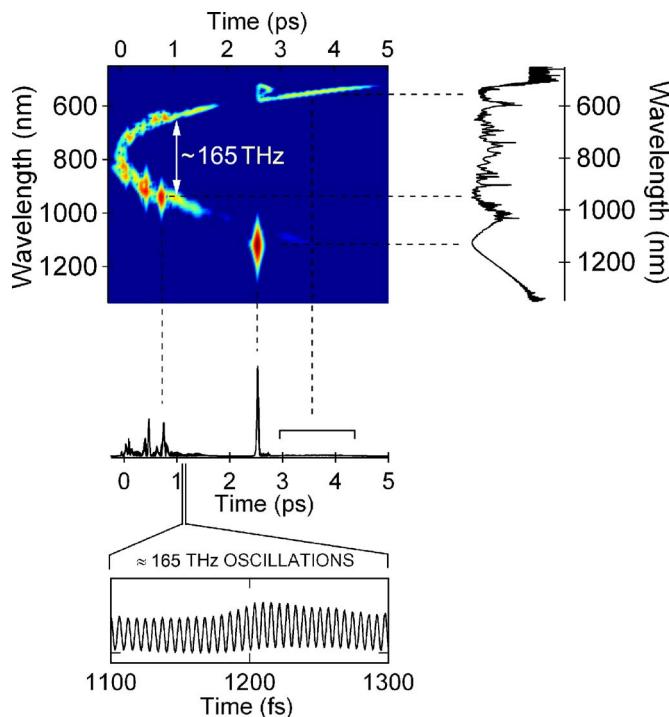 Time (ps)
0 1 2 3 4 5
Wavelength (nm)
600
800
1000
1200
~165 THz
600
800
1000
1200
Wavelength (nm)
0 1 2 3 4 5
Time (ps)
≈ 165 THz OSCILLATIONS
1100 1200 1300
Time (fs)